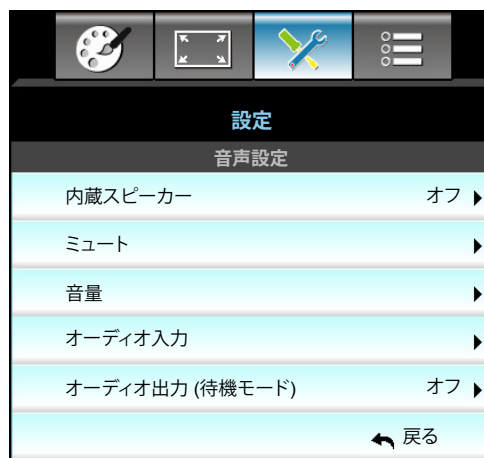 設定
音声設定
内蔵スピーカー オフ
ミュート
音量
オーディオ入力
オーディオ出力 (待機モード) オフ
戻る